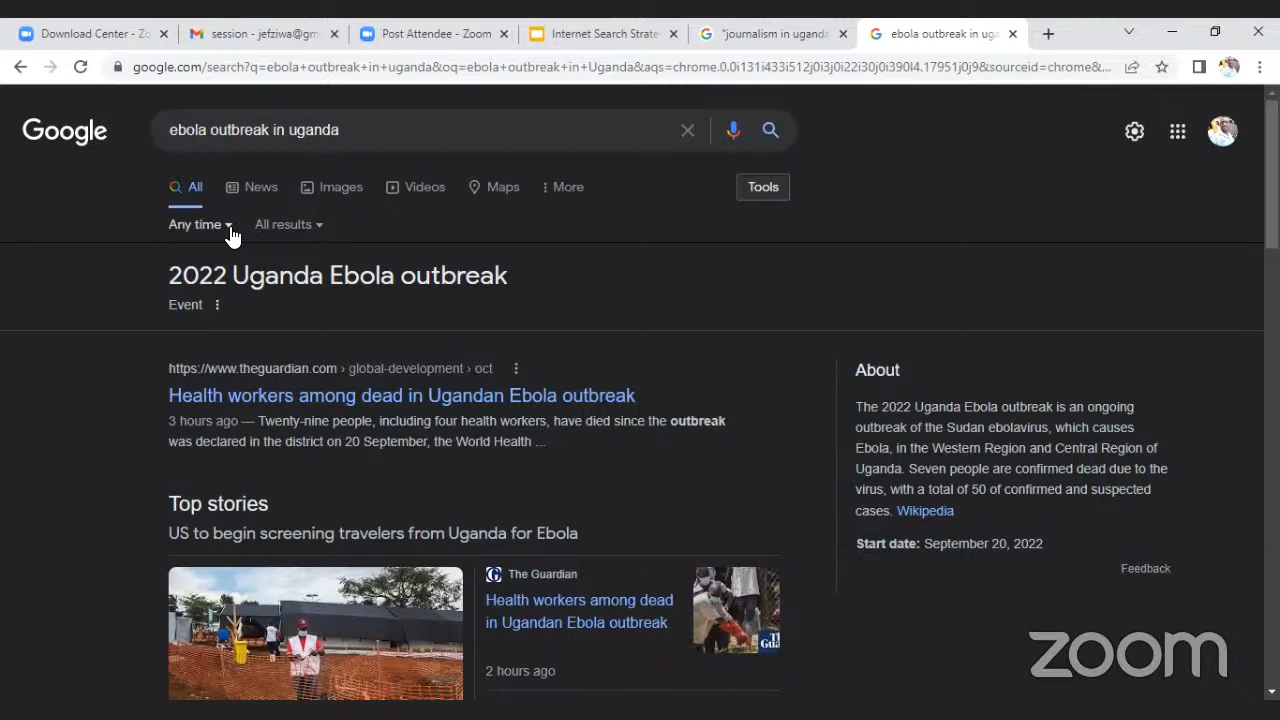 Download Center - Zo
session - jefziwa@gm
Post Attendee - Zoom
Internet Search Strate
"journalism in uganda
ebola outbreak in uga
google.com/search?q=ebola+outbreak+in+uganda&oq=ebola+outbreak+in+Uganda&aqs=chrome.0.0i131i433i512j0i3j0i22i30j0i390l4.17951j0j9&sourceid=chrome&...
Google
ebola outbreak in uganda
All
News
Images
Videos
Maps
More
Tools
Any time
All results
2022 Uganda Ebola outbreak
Event
https://www.theguardian.com › global-development › oct
Health workers among dead in Ugandan Ebola outbreak
3 hours ago — Twenty-nine people, including four health workers, have died since the outbreak
was declared in the district on 20 September, the World Health ...
Top stories
US to begin screening travelers from Uganda for Ebola
The Guardian
Health workers among dead
in Ugandan Ebola outbreak
2 hours ago
About
The 2022 Uganda Ebola outbreak is an ongoing
outbreak of the Sudan ebolavirus, which causes
Ebola, in the Western Region and Central Region of
Uganda. Seven people are confirmed dead due to the
virus, with a total of 50 of confirmed and suspected
cases. Wikipedia
Start date: September 20, 2022
Feedback
zoom